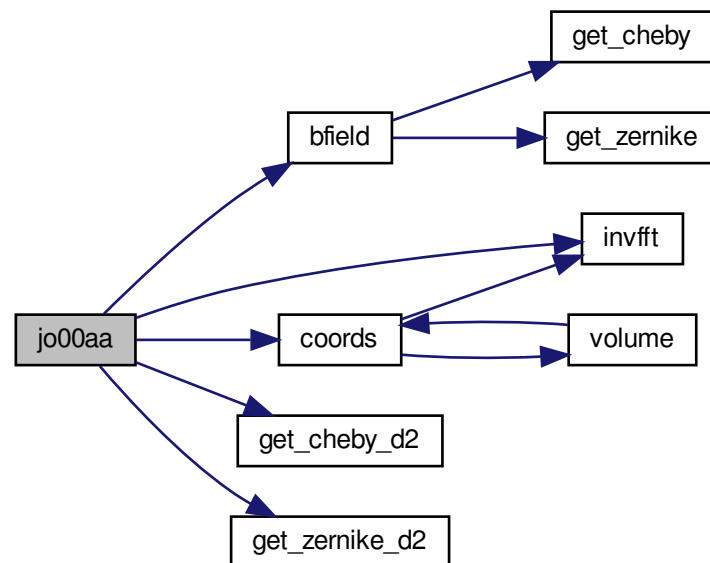 get_cheby
bfield
get_zernike
invfft
jo00aa
coords
volume
get_cheby_d2
get_zernike_d2